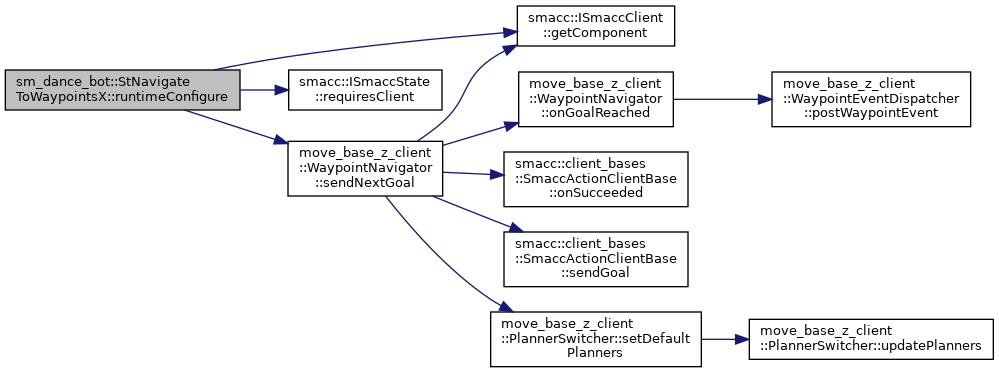 sm_dance_bot::StNavigate
ToWaypointsX::runtimeConfigure
smacc::ISmaccClient
::getComponent
smacc::ISmaccState
::requiresClient
move_base_z_client
::WaypointNavigator
::sendNextGoal
move_base_z_client
::WaypointNavigator
::onGoalReached
move_base_z_client
::WaypointEventDispatcher
::postWaypointEvent
smacc::client_bases
::SmaccActionClientBase
::onSucceeded
smacc::client_bases
::SmaccActionClientBase
::sendGoal
move_base_z_client
::PlannerSwitcher::setDefault
Planners
move_base_z_client
::PlannerSwitcher::updatePlanners